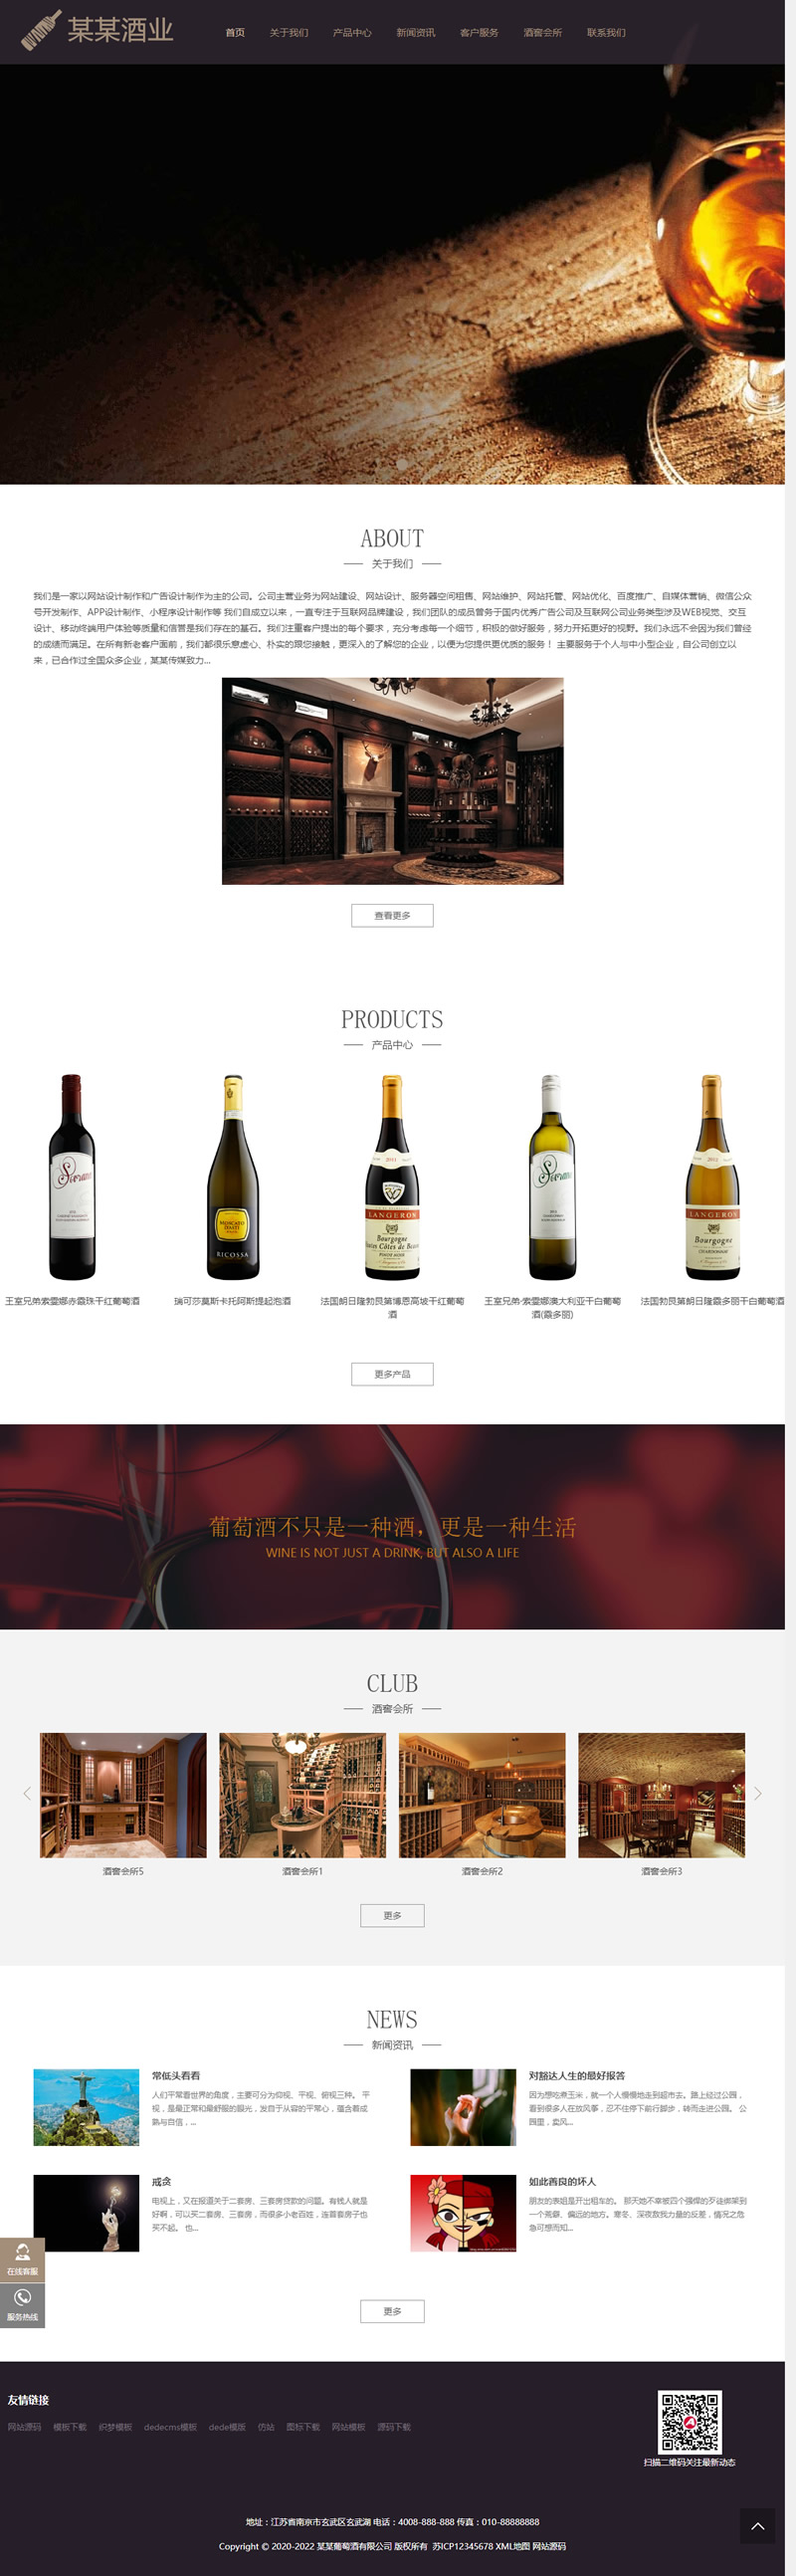 某某酒业
首页 关于我们 产品中心 新闻资讯 客户服务 酒窖会所 联系我们
ABOUT
关于我们
我们是一家以网站设计制作和广告设计制作为主的公司。公司主营业务为网站建设、网站设计、服务器空间租售、网站维护、网站托管、网站优化、百度推广、自媒体营销、微信公众
号开发制作、APP设计制作、小程序设计制作等 我们自成立以来，一直专注于互联网品牌建设，我们团队的成员曾务于国内优秀广告公司及互联网公司业务类型涉及WEB视觉、交互
设计、移动终端用户体验等质量和信誉是我们存在的基石。我们注重客户提出的每个要求，充分考虑每一个细节，积极的做好服务，努力开拓更好的视野。我们永远不会因为我们曾经
的成绩而满足。在所有新老客户面前，我们都很乐意虚心、朴实的跟您接触，更深入的了解您的企业，以便为您提供更优质的服务！ 主要服务于个人与中小型企业，自公司创立以
来，已合作过全国众多企业，某某传媒致力...
查看更多
PRODUCTS
产品中心
MOSCATO D'ASTI
RICOSSA
2011
LANGERON
Bourgogne
PINOT NOIR
LANGERON
Bourgogne
CHARDONNAY
王室兄弟索雯娜赤霞珠干红葡萄酒
瑞可莎莫斯卡托阿斯提起泡酒
法国朗日隆勃艮第博恩高坡干红葡萄
酒
王室兄弟·索雯娜澳大利亚干白葡萄
酒(霞多丽)
法国勃艮第朗日隆霞多丽干白葡萄酒
更多产品
葡萄酒不只是一种酒，更是一种生活
WINE IS NOT JUST A DRINK, BUT ALSO A LIFE
CLUB
酒窖会所
酒窖会所5
酒窖会所1
酒窖会所2
酒窖会所3
更多
NEWS
新闻资讯
常低头看看
人们平常看世界的角度，主要可分为仰视、平视、俯视三种。 平
视，是最正常和最舒服的眼光，发自于从容的平常心，蕴含着成
熟与自信，...
对豁达人生的最好报答
因为想吃煮玉米，就一个人慢慢地走到超市去。路上经过公园，
看到很多人在放风筝，忍不住停下前行脚步，转而走进公园。 公
园里，卖风...
戒贪
电视上，又在报道关于二套房、三套房贷款的问题。有钱人就是
好啊，可以买二套房、三套房，而很多小老百姓，连首套房子也
买不起。 也...
如此善良的坏人
朋友的表姐是开出租车的。 那天她不幸被四个强悍的歹徒绑架到
一个荒僻、偏远的地方。寒冬、深夜敌我力量的反差，情况之危
急可想而知...
在线客服
服务热线
更多
友情链接
网站源码 模板下载 织梦模板 dedecms模板 dede模版 仿站 图标下载 网站模板 源码下载
扫描二维码关注最新动态
地址：江苏省南京市玄武区玄武湖 电话：4008-888-888 传真：010-88888888
Copyright © 2020-2022 某某葡萄酒有限公司 版权所有 苏ICP12345678 XML地图 网站源码